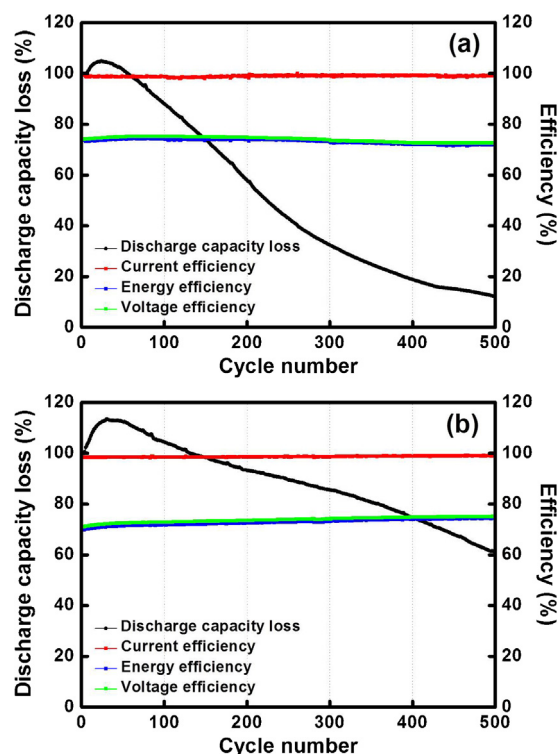 (a)
Discharge capacity loss (%)
120
100
80
60
40
20
0
Discharge capacity loss
Current efficiency
Energy efficiency
Voltage efficiency
0 100 200 300 400 500
Cycle number
120
100
80
60
40
20
0
Efficiency (%)
(b)
Discharge capacity loss (%)
120
100
80
60
40
20
0
Discharge capacity loss
Current efficiency
Energy efficiency
Voltage efficiency
0 100 200 300 400 500
Cycle number
120
100
80
60
40
20
0
Efficiency (%)